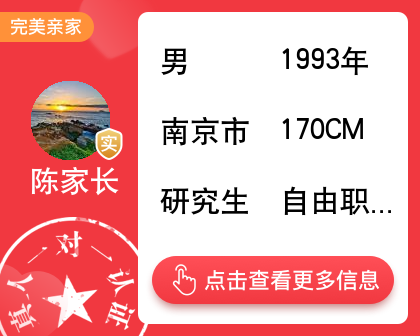 完美亲家
男 1993年
南京市 170CM
研究生 自由职...
实
陈家长
一对一
真人认证
点击查看更多信息